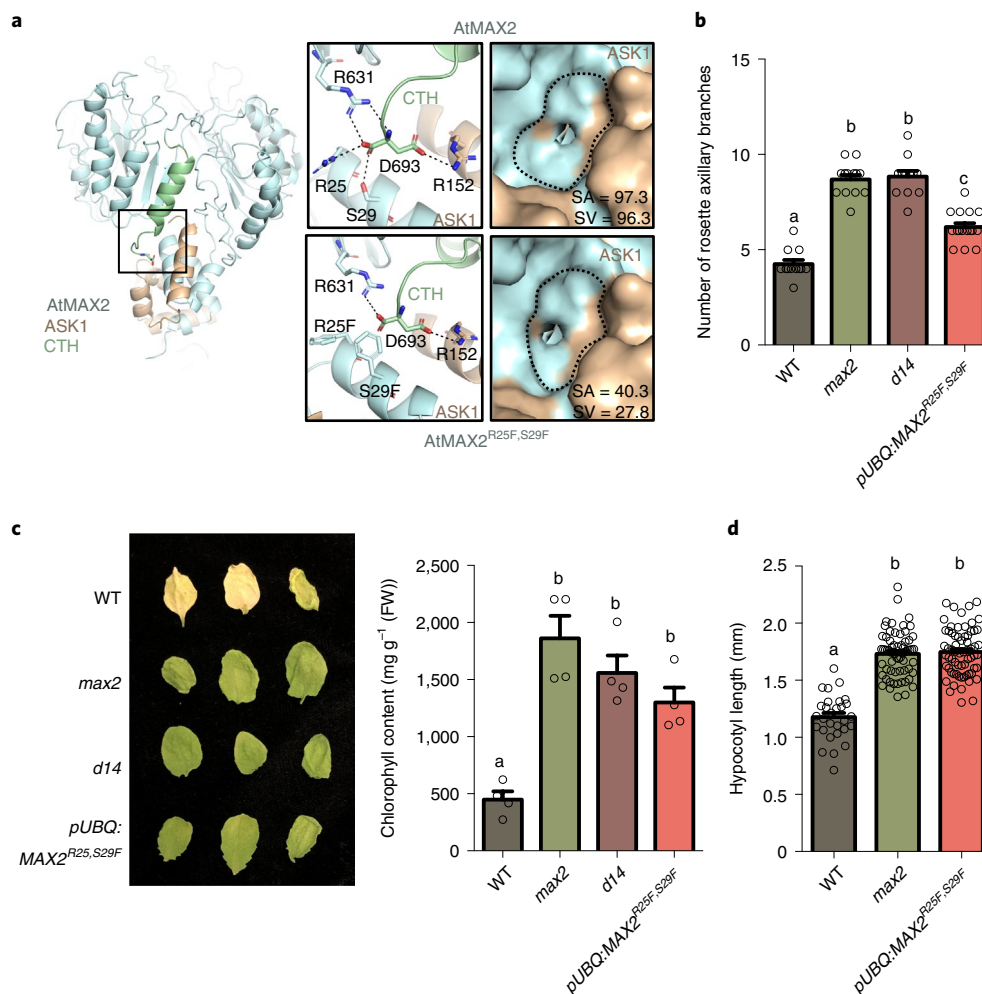 a
AtMAX2
R631
CTH
D693
R25
R152
S29
ASK1
ASK1
SA = 97.3
SV = 96.3
R631
CTH
R25F
D693
R152
S29F
ASK1
ASK1
SA = 40.3
SV = 27.8
AtMAX2
ASK1
CTH
AtMAX2R25F,S29F
b
Number of rosette axillary branches
15
10
5
0
a
b
b
c
WT
max2
d14
pUBQ:MAX2R25F,S29F
c
WT
max2
d14
pUBQ:
MAX2R25,S29F
Chlorophyll content (mg g−1 (FW))
2,500
2,000
1,500
1,000
500
0
a
b
b
b
WT
max2
d14
pUBQ:MAX2R25F,S29F
d
Hypocotyl length (mm)
2.5
2.0
1.5
1.0
0.5
0
a
b
b
WT
max2
pUBQ:MAX2R25F,S29F